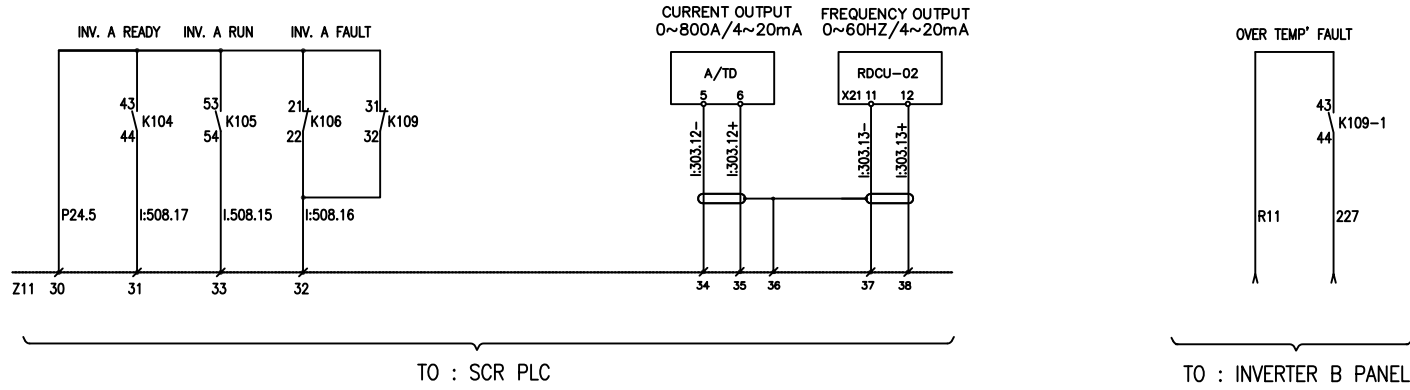 CURRENT OUTPUT
0~800A/4~20mA
FREQUENCY OUTPUT
0~60HZ/4~20mA
INV. A READY
INV. A RUN
INV. A FAULT
OVER TEMP' FAULT
A/TD
5 6
RDCU-02
X21 11 12
43
K104
44
53
K105
54
21
K106
22
31
K109
32
43
K109-1
44
I:303.12-
I:303.12+
I:303.13-
I:303.13+
P24.5
I:508.17
I.508.15
I:508.16
R11
227
Z11 30 31 33 32 34 35 36 37 38
TO : SCR PLC
TO : INVERTER B PANEL